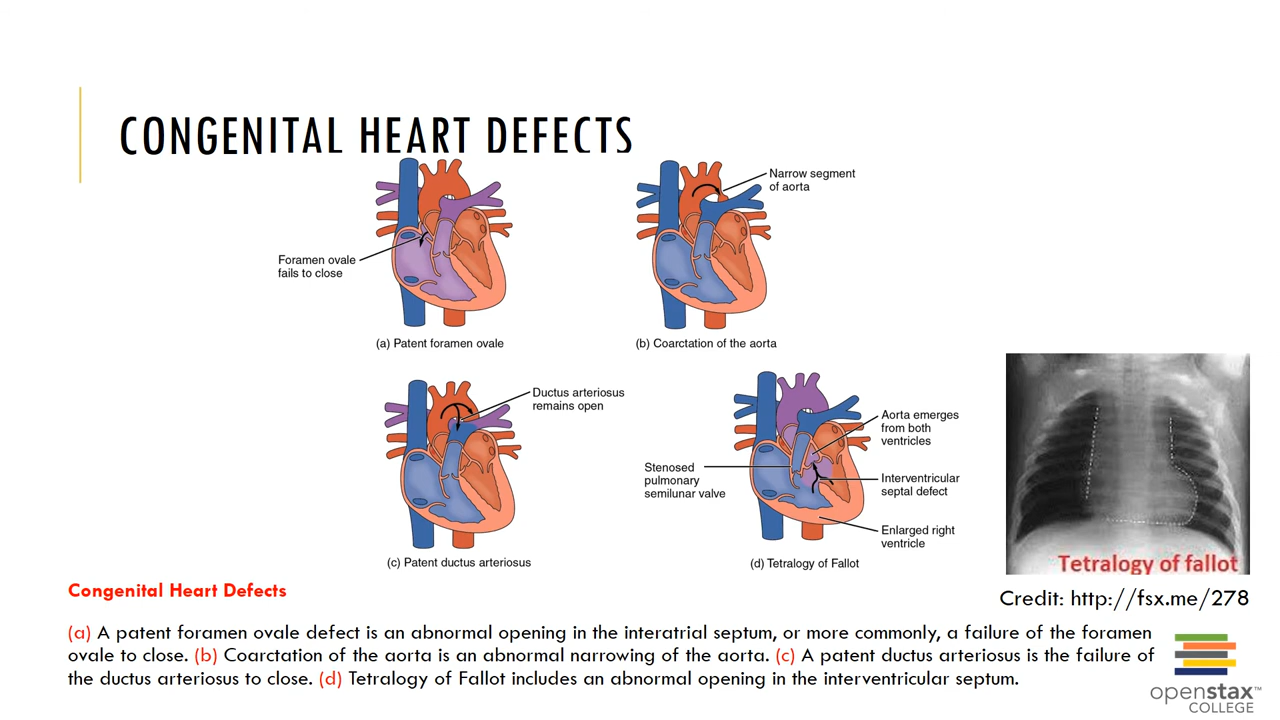 CONGENITAL HEART DEFECTS
Narrow segment
of aorta
Foramen ovale
fails to close
(a) Patent foramen ovale
(b) Coarctation of the aorta
Ductus arteriosus
remains open
Aorta emerges
from both
ventricles
Stenosed
pulmonary
semilunar valve
Interventricular
septal defect
Enlarged right
ventricle
(c) Patent ductus arteriosus
(d) Tetralogy of Fallot
Tetralogy of fallot
Credit: http://fsx.me/278
Congenital Heart Defects
(a) A patent foramen ovale defect is an abnormal opening in the interatrial septum, or more commonly, a failure of the foramen
ovale to close. (b) Coarctation of the aorta is an abnormal narrowing of the aorta. (c) A patent ductus arteriosus is the failure of
the ductus arteriosus to close. (d) Tetralogy of Fallot includes an abnormal opening in the interventricular septum.
openstax™
COLLEGE